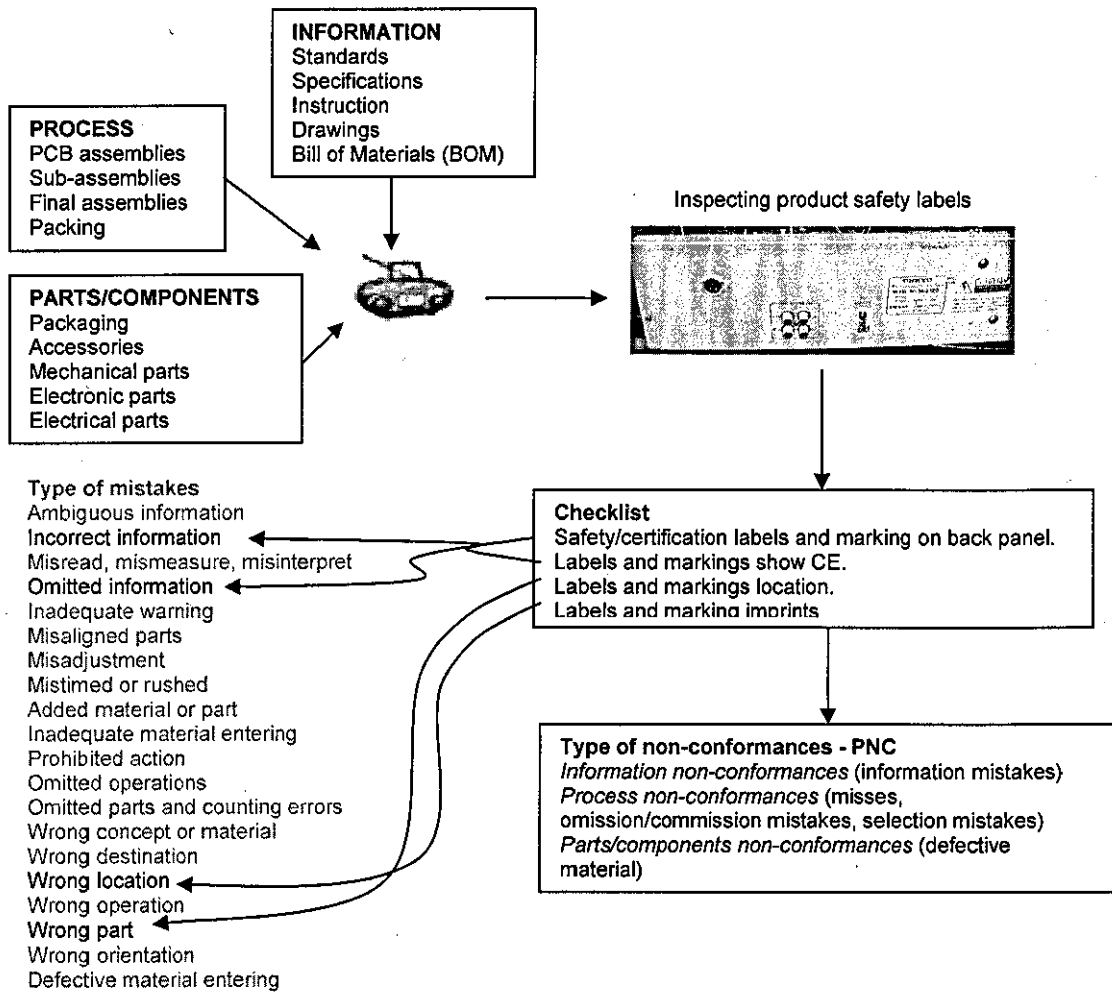 INFORMATION
Standards
Specifications
Instruction
Drawings
Bill of Materials (BOM)
PROCESS
PCB assemblies
Sub-assemblies
Final assemblies
Packing
PARTS/COMPONENTS
Packaging
Accessories
Mechanical parts
Electronic parts
Electrical parts
Inspecting product safety labels
Type of mistakes
Ambiguous information
Incorrect information
Misread, mismeasure, misinterpret
Omitted information
Inadequate warning
Misaligned parts
Misadjustment
Mistimed or rushed
Added material or part
Inadequate material entering
Prohibited action
Omitted operations
Omitted parts and counting errors
Wrong concept or material
Wrong destination
Wrong location
Wrong operation
Wrong part
Wrong orientation
Defective material entering
Checklist
Safety/certification labels and marking on back panel.
Labels and markings show CE.
Labels and markings location.
Labels and marking imprints
Type of non-conformances - PNC
Information non-conformances (information mistakes)
Process non-conformances (misses,
omission/commission mistakes, selection mistakes)
Parts/components non-conformances (defective
material)